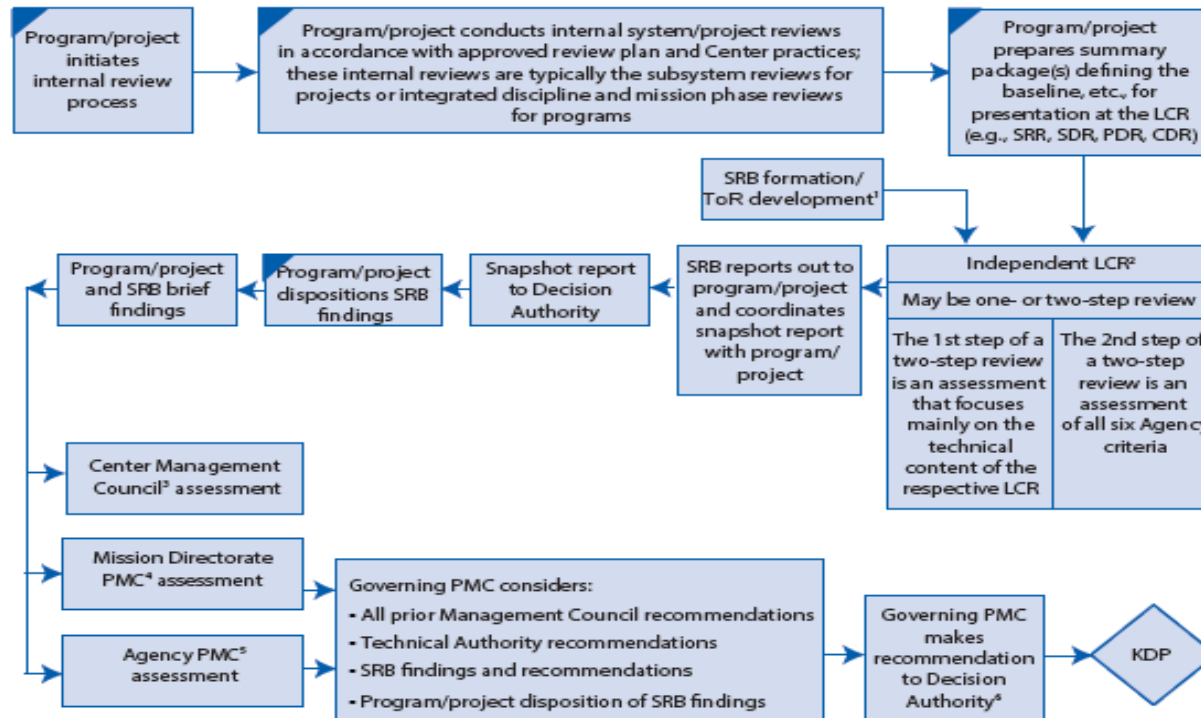 Program/project
initiates
internal review
process
Program/project conducts internal system/project reviews
in accordance with approved review plan and Center practices;
these internal reviews are typically the subsystem reviews for
projects or integrated discipline and mission phase reviews
for programs
Program/project
prepares summary
package(s) defining the
baseline, etc., for
presentation at the LCR
(e.g., SRR, SDR, PDR, CDR)
SRB formation/
ToR development¹
Independent LCR²
May be one- or two-step review
The 1st step of a
two-step review
is an assessment
that focuses
mainly on the
technical
content of the
respective LCR
The 2nd step of
a two-step
review is an
assessment
of all six Agency
criteria
SRB reports out to
program/project
and coordinates
snapshot report
with program/
project
Snapshot report
to Decision
Authority
Program/project
dispositions SRB
findings
Program/project
and SRB brief
findings
Center Management
Council³ assessment
Mission Directorate
PMC⁴ assessment
Agency PMC⁵
assessment
Governing PMC considers:
• All prior Management Council recommendations
• Technical Authority recommendations
• SRB findings and recommendations
• Program/project disposition of SRB findings
Governing PMC
makes
recommendation
to Decision
Authority⁶
KDP